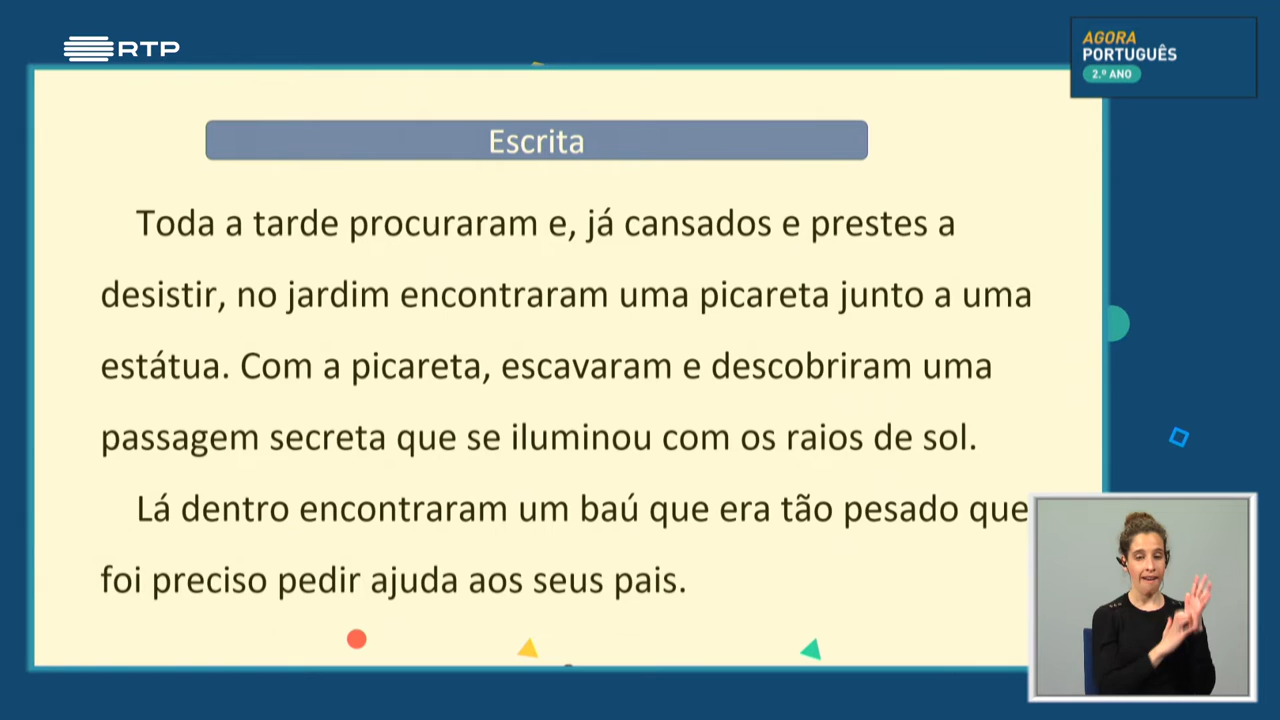 RTP
AGORA
PORTUGUÊS
2.º ANO
Escrita
Toda a tarde procuraram e, já cansados e prestes a
desistir, no jardim encontraram uma picareta junto a uma
estátua. Com a picareta, escavaram e descobriram uma
passagem secreta que se iluminou com os raios de sol.
Lá dentro encontraram um baú que era tão pesado que
foi preciso pedir ajuda aos seus pais.